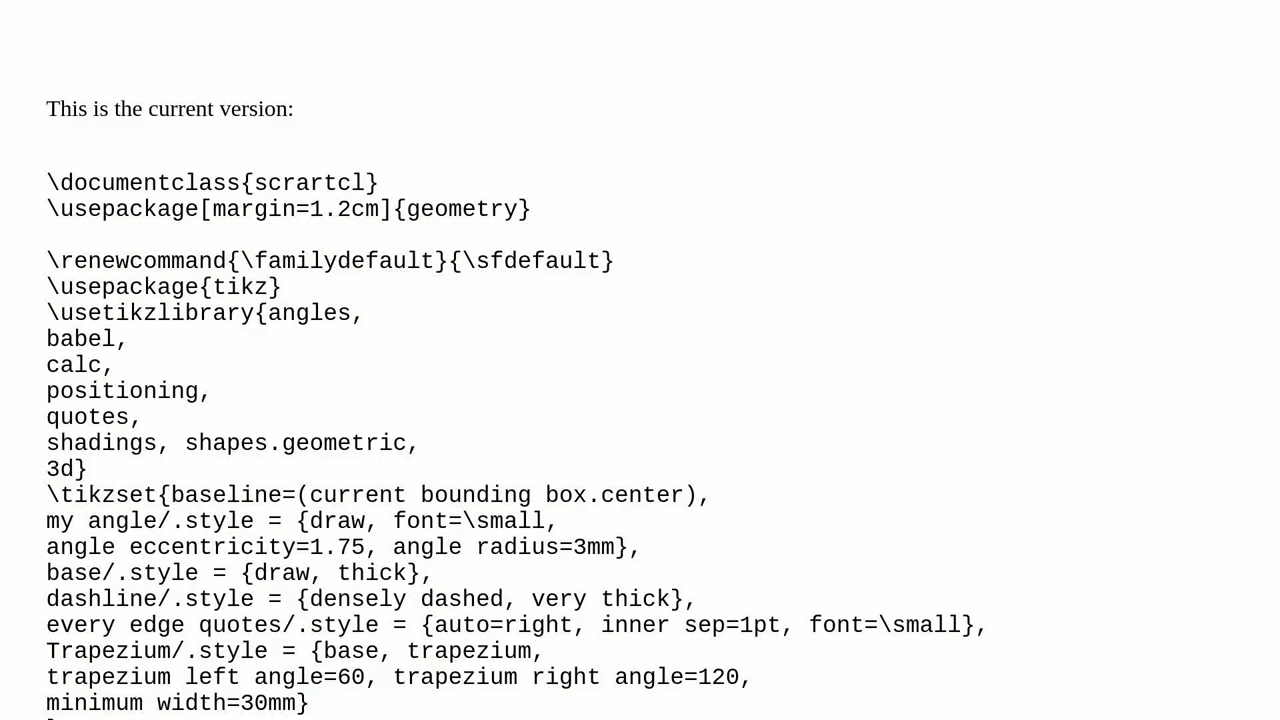 This is the current version:
\documentclass{scrartcl}
\usepackage[margin=1.2cm]{geometry}
\renewcommand{\familydefault}{\sfdefault}
\usepackage{tikz}
\usetikzlibrary{angles,
babel,
calc,
positioning,
quotes,
shadings, shapes.geometric,
3d}
\tikzset{baseline=(current bounding box.center),
my angle/.style = {draw, font=\small,
angle eccentricity=1.75, angle radius=3mm},
base/.style = {draw, thick},
dashline/.style = {densely dashed, very thick},
every edge quotes/.style = {auto=right, inner sep=1pt, font=\small},
Trapezium/.style = {base, trapezium,
trapezium left angle=60, trapezium right angle=120,
minimum width=30mm}